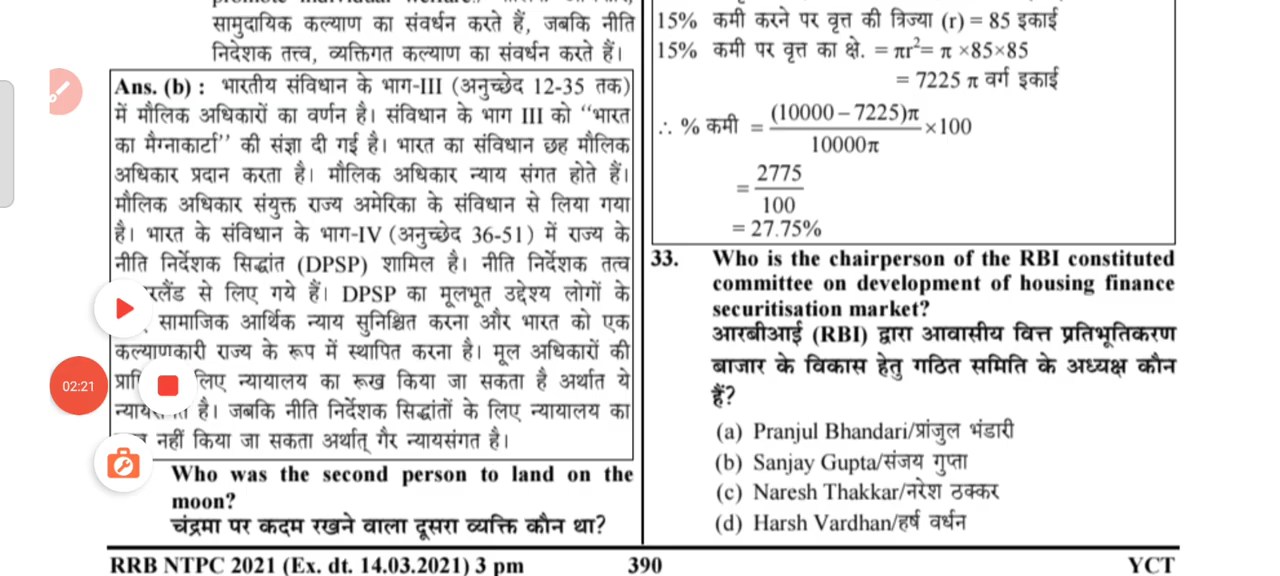 सामुदायिक कल्याण का संवर्धन करते हैं, जबकि नीति
निदेशक तत्त्व, व्यक्तिगत कल्याण का संवर्धन करते हैं।
Ans. (b) : भारतीय संविधान के भाग-III (अनुच्छेद 12-35 तक)
में मौलिक अधिकारों का वर्णन है। संविधान के भाग III को "भारत
का मैग्नाकार्टा" की संज्ञा दी गई है। भारत का संविधान छह मौलिक
अधिकार प्रदान करता है। मौलिक अधिकार न्याय संगत होते हैं।
मौलिक अधिकार संयुक्त राज्य अमेरिका के संविधान से लिया गया
है। भारत के संविधान के भाग-IV (अनुच्छेद 36-51) में राज्य के
नीति निर्देशक सिद्धांत (DPSP) शामिल है। नीति निर्देशक तत्व
से लिए गये हैं। DPSP का मूलभूत उद्देश्य लोगों के
सामाजिक आर्थिक न्याय सुनिश्चित करना और भारत को एक
कल्याणकारी राज्य के रूप में स्थापित करना है। मूल अधिकारों की
02:21
लिए न्यायालय का रूख किया जा सकता है अर्थात ये
है। जबकि नीति निर्देशक सिद्धांतों के लिए न्यायालय का
नहीं किया जा सकता अर्थात् गैर न्यायसंगत है।
Who was the second person to land on the
moon?
चंद्रमा पर कदम रखने वाला दूसरा व्यक्ति कौन था?
15% कमी करने पर वृत्त की त्रिज्या (r) = 85 इकाई
15% कमी पर वृत्त का क्षे. = πr²= π ×85×85
= 7225 π वर्ग इकाई
∴ % कमी = (10000 – 7225)π / 10000π ×100
= 2775 / 100
= 27.75%
33. Who is the chairperson of the RBI constituted
committee on development of housing finance
securitisation market?
आरबीआई (RBI) द्वारा आवासीय वित्त प्रतिभूतिकरण
बाजार के विकास हेतु गठित समिति के अध्यक्ष कौन
हैं?
(a) Pranjul Bhandari/प्रांजुल भंडारी
(b) Sanjay Gupta/संजय गुप्ता
(c) Naresh Thakkar/नरेश ठक्कर
(d) Harsh Vardhan/हर्ष वर्धन
RRB NTPC 2021 (Ex. dt. 14.03.2021) 3 pm 390 YCT